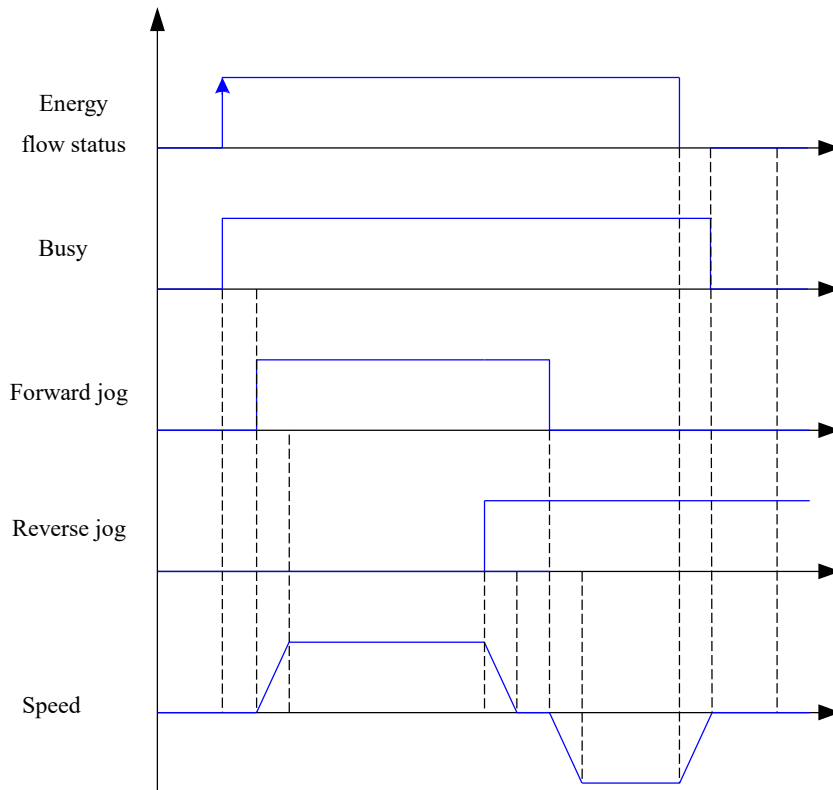 Energy
flow status
Busy
Forward jog
Reverse jog
Speed